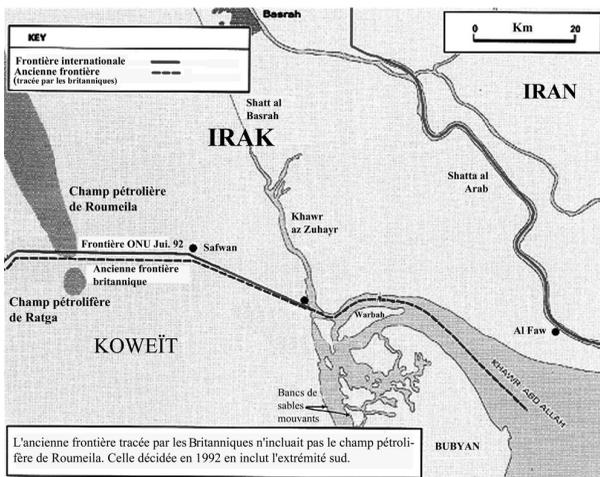 Basrah
KEY
Frontière internationale
Ancienne frontière
(tracée par les britanniques)
Km
0 20
IRAN
Shatt al
Basrah
IRAK
Shatta al
Arab
Champ pétrolière
de Roumeila
Khawr
az Zuhayr
Frontière ONU Jui. 92
Safwan
Ancienne frontière
britannique
Champ pétrolifère
de Ratga
Warbah
Al Faw
KOWEÏT
KHAWR ABD ALLAH
Bancs de
sables
mouvants
BUBYAN
L'ancienne frontière tracée par les Britanniques n'incluait pas le champ pétroli-
fère de Roumeila. Celle décidée en 1992 en inclut l'extrémité sud.